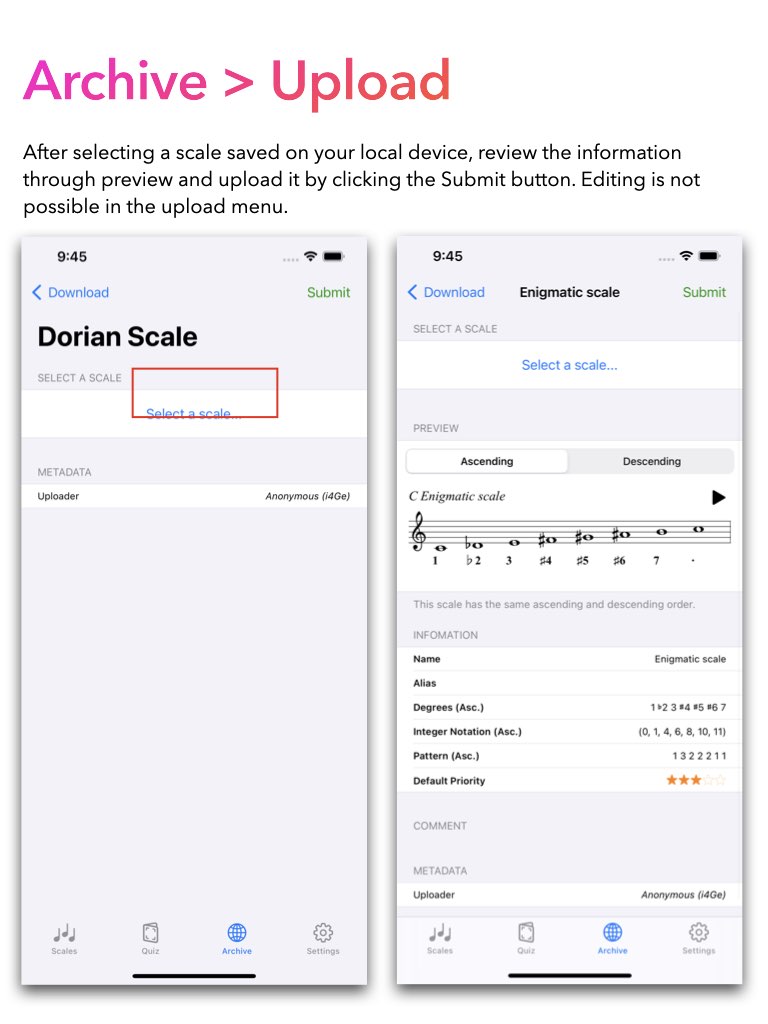 Archive > Upload
After selecting a scale saved on your local device, review the information
through preview and upload it by clicking the Submit button. Editing is not
possible in the upload menu.
9:45
Download
Submit
Dorian Scale
SELECT A SCALE
Select a scale...
METADATA
Uploader Anonymous (i4Ge)
Scales Quiz Archive Settings
9:45
Download Enigmatic scale Submit
SELECT A SCALE
Select a scale...
PREVIEW
Ascending Descending
C Enigmatic scale
1 ♭2 3 ♯4 ♯5 ♯6 7 .
This scale has the same ascending and descending order.
INFOMATION
Name Enigmatic scale
Alias
Degrees (Asc.) 1 ♭2 3 ♯4 ♯5 ♯6 7
Integer Notation (Asc.) (0, 1, 4, 6, 8, 10, 11)
Pattern (Asc.) 1 3 2 2 2 1 1
Default Priority ★★★☆☆
COMMENT
METADATA
Uploader Anonymous (i4Ge)
Scales Quiz Archive Settings